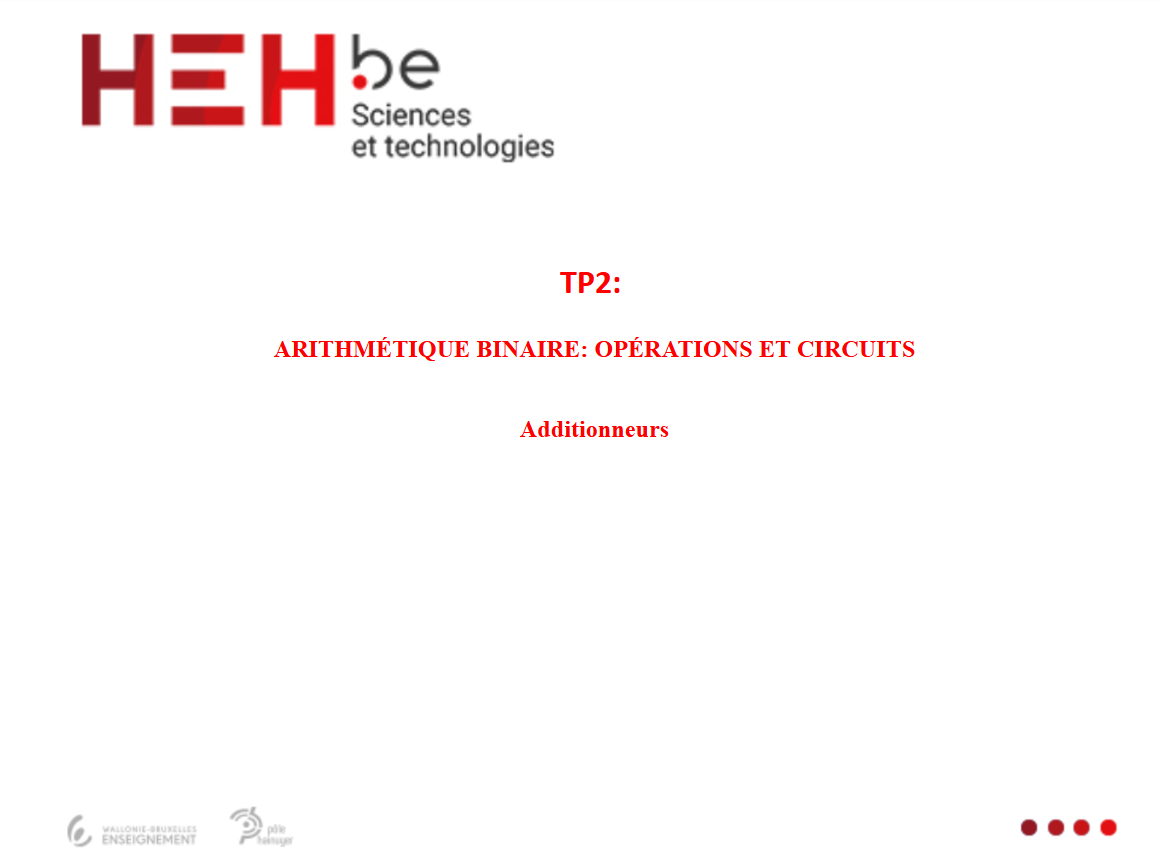 HEH.be
Sciences
et technologies
TP2:
ARITHMÉTIQUE BINAIRE: OPÉRATIONS ET CIRCUITS
Additionneurs
WALLONIE-BRUXELLES
ENSEIGNEMENT
pôle
hainuyer